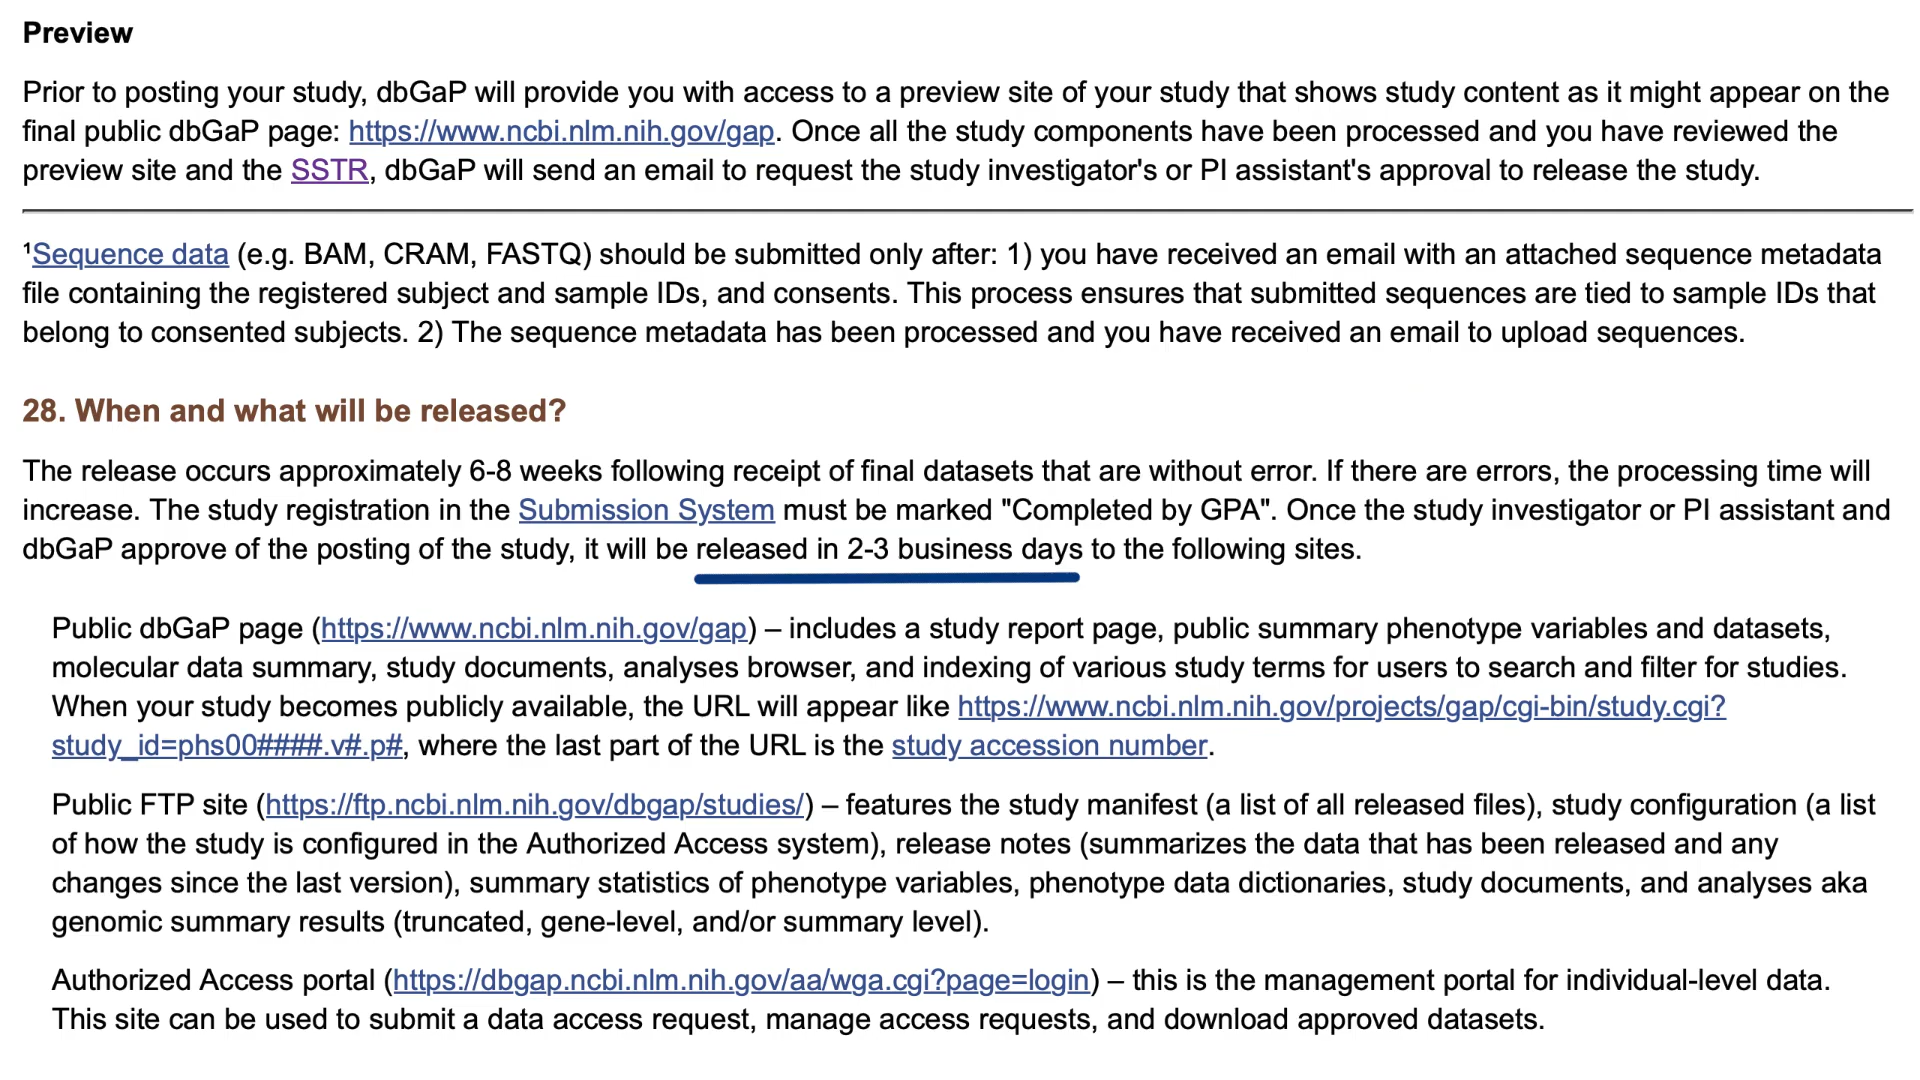 Preview
Prior to posting your study, dbGaP will provide you with access to a preview site of your study that shows study content as it might appear on the
final public dbGaP page: https://www.ncbi.nlm.nih.gov/gap. Once all the study components have been processed and you have reviewed the
preview site and the SSTR, dbGaP will send an email to request the study investigator's or PI assistant's approval to release the study.
¹Sequence data (e.g. BAM, CRAM, FASTQ) should be submitted only after: 1) you have received an email with an attached sequence metadata
file containing the registered subject and sample IDs, and consents. This process ensures that submitted sequences are tied to sample IDs that
belong to consented subjects. 2) The sequence metadata has been processed and you have received an email to upload sequences.
28. When and what will be released?
The release occurs approximately 6-8 weeks following receipt of final datasets that are without error. If there are errors, the processing time will
increase. The study registration in the Submission System must be marked "Completed by GPA". Once the study investigator or PI assistant and
dbGaP approve of the posting of the study, it will be released in 2-3 business days to the following sites.
Public dbGaP page (https://www.ncbi.nlm.nih.gov/gap) – includes a study report page, public summary phenotype variables and datasets,
molecular data summary, study documents, analyses browser, and indexing of various study terms for users to search and filter for studies.
When your study becomes publicly available, the URL will appear like https://www.ncbi.nlm.nih.gov/projects/gap/cgi-bin/study.cgi?
study_id=phs00####.v#.p#, where the last part of the URL is the study accession number.
Public FTP site (https://ftp.ncbi.nlm.nih.gov/dbgap/studies/) – features the study manifest (a list of all released files), study configuration (a list
of how the study is configured in the Authorized Access system), release notes (summarizes the data that has been released and any
changes since the last version), summary statistics of phenotype variables, phenotype data dictionaries, study documents, and analyses aka
genomic summary results (truncated, gene-level, and/or summary level).
Authorized Access portal (https://dbgap.ncbi.nlm.nih.gov/aa/wga.cgi?page=login) – this is the management portal for individual-level data.
This site can be used to submit a data access request, manage access requests, and download approved datasets.